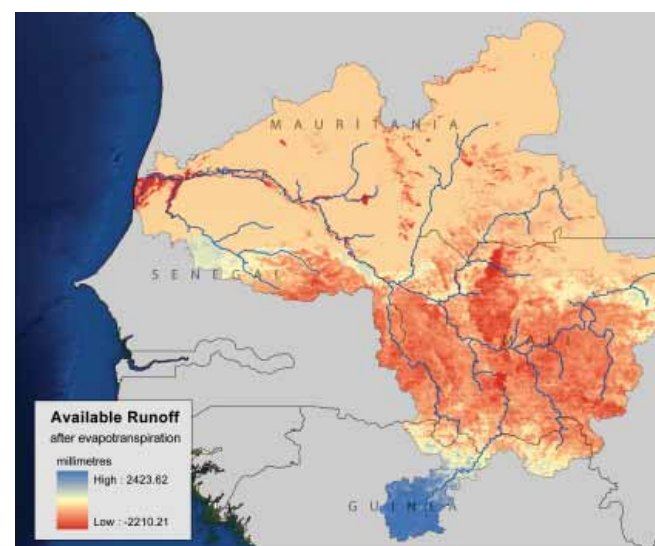 MAURITANIA
SENEGAL
GUINEA
Available Runoff
after evapotranspiration
millimetres
High : 2423.62
Low : -2210.21